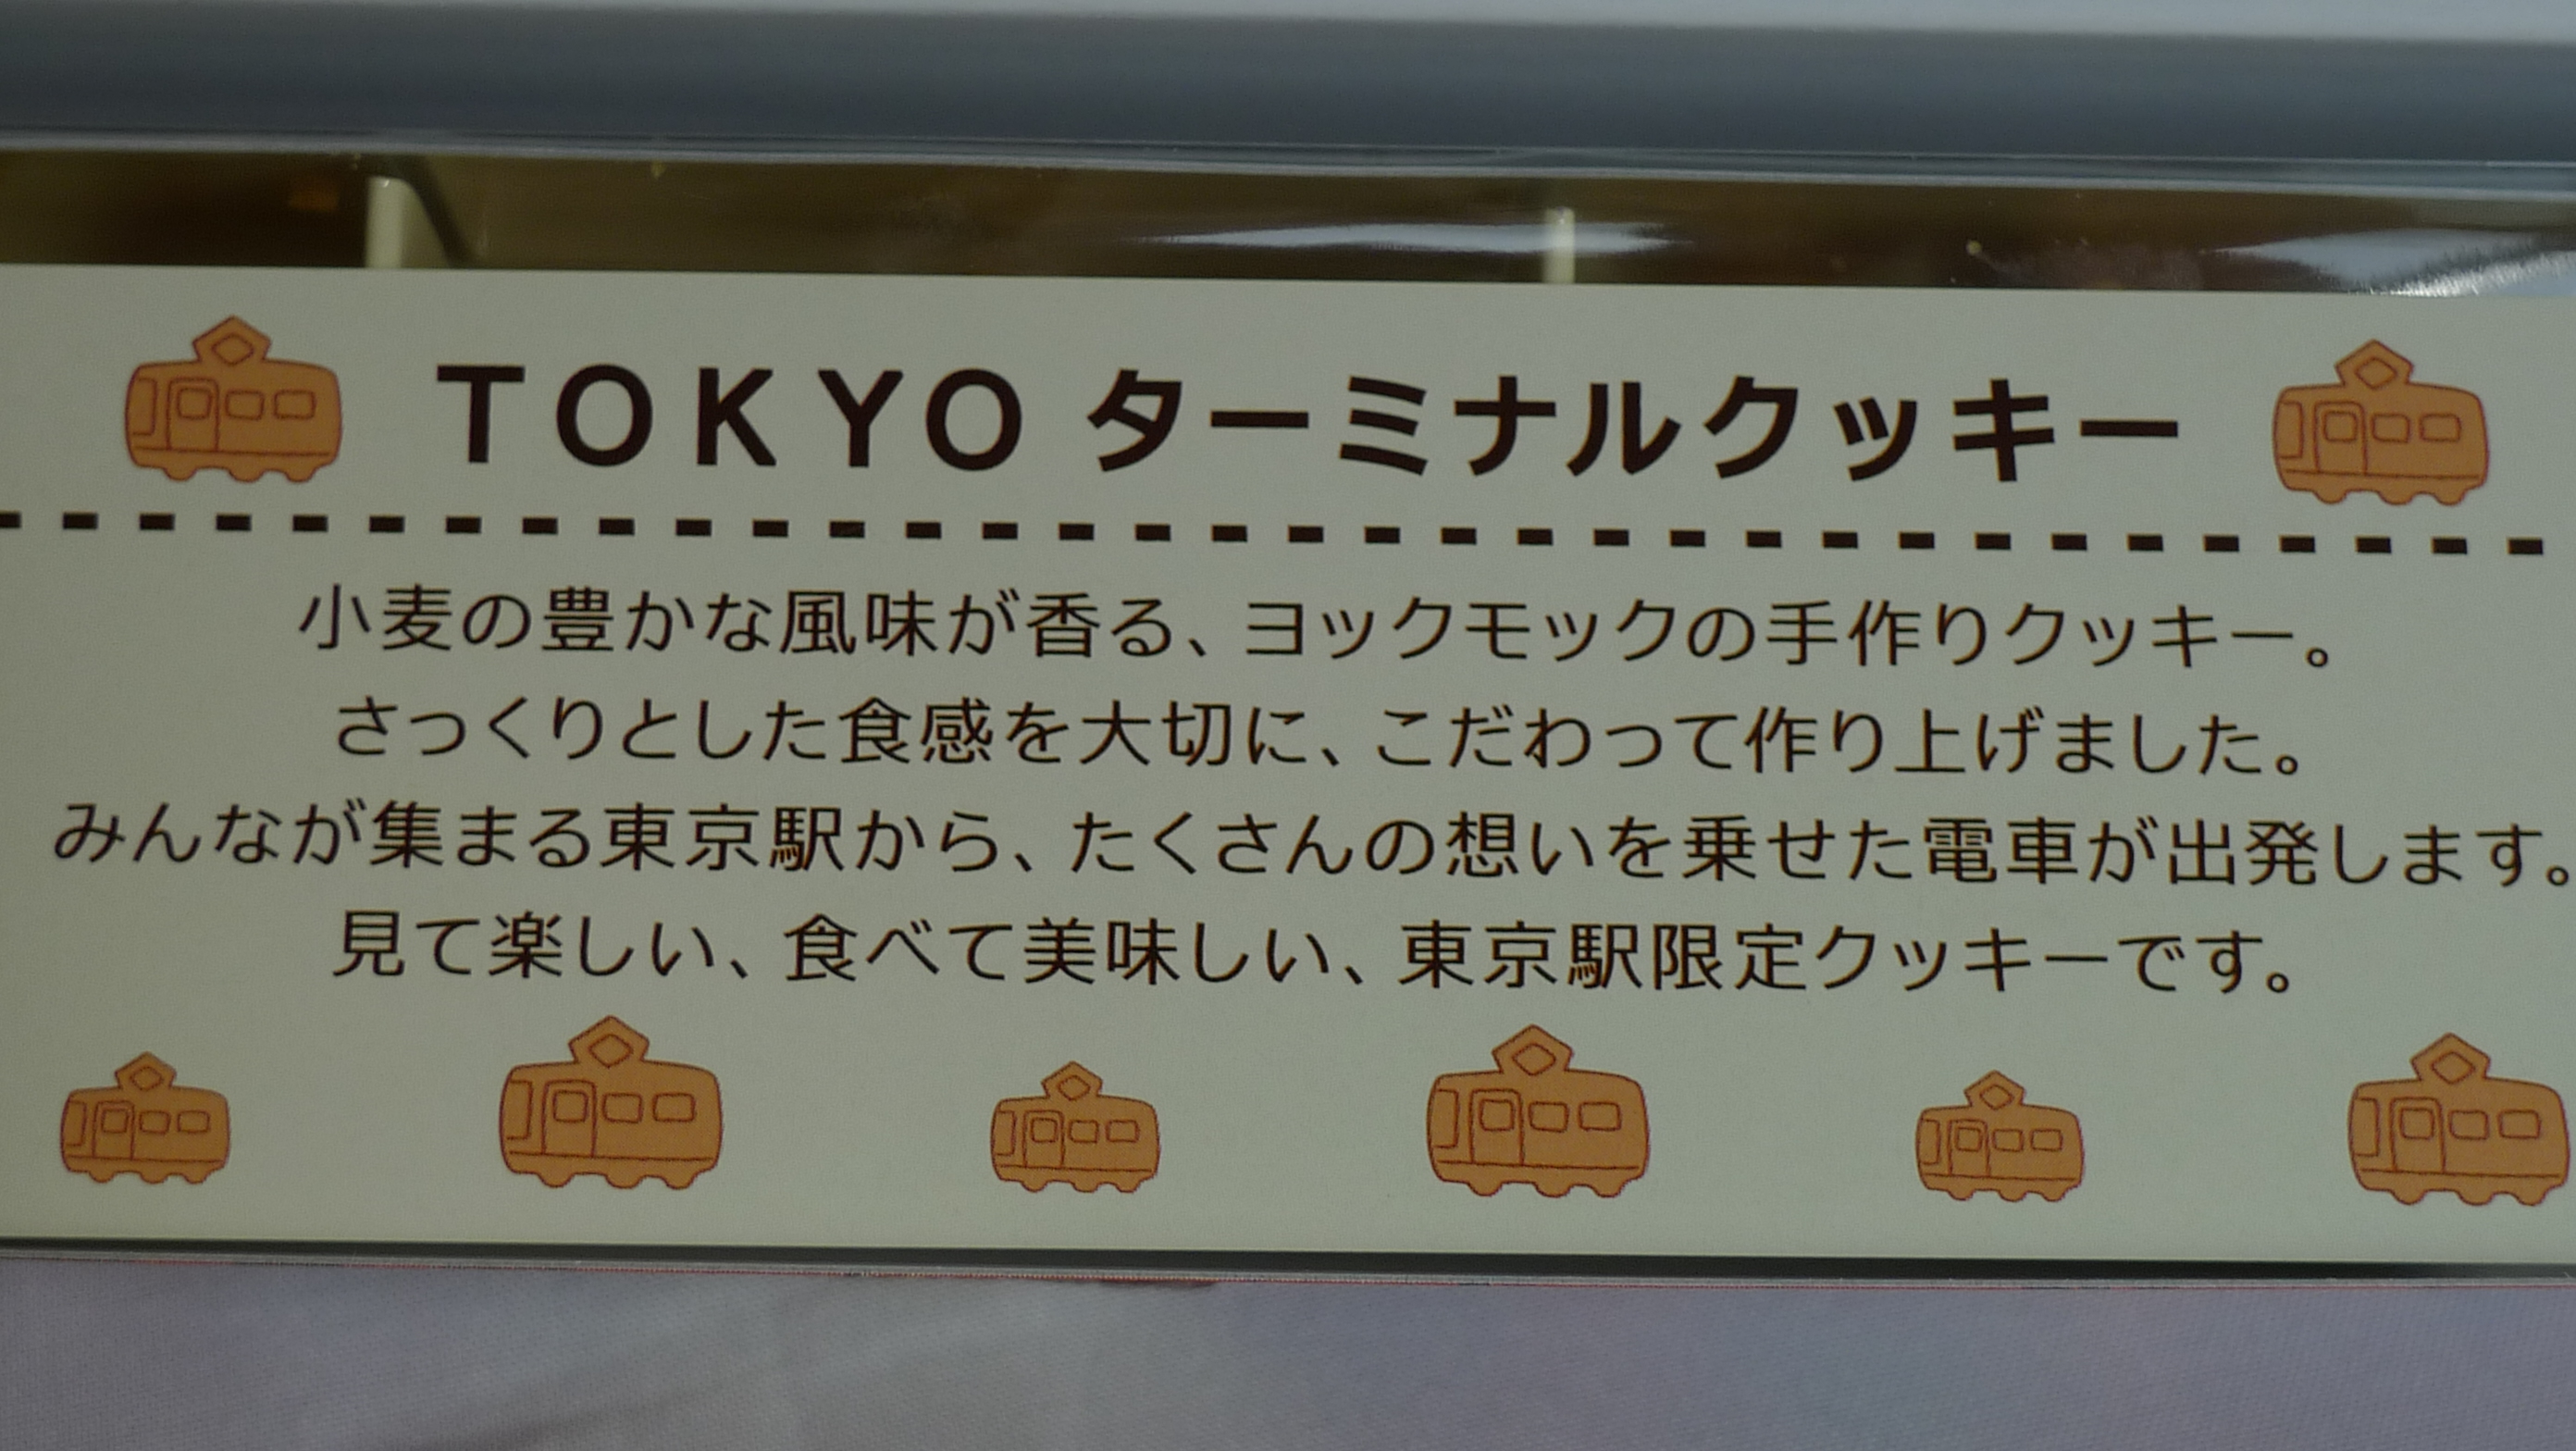 TOKYO ターミナルクッキー
小麦の豊かな風味が香る、ヨックモックの手作りクッキー。
さっくりとした食感を大切に、こだわって作り上げました。
みんなが集まる東京駅から、たくさんの想いを乗せた電車が出発します。
見て楽しい、食べて美味しい、東京駅限定クッキーです。